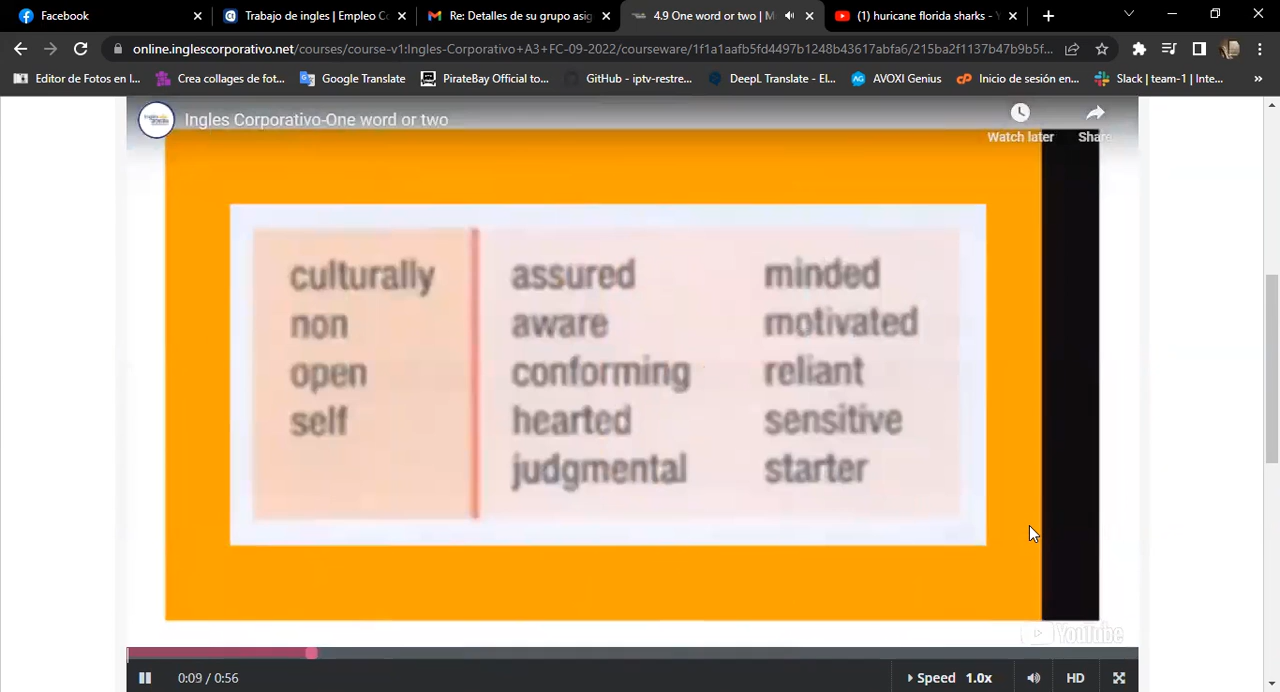 Facebook
Trabajo de ingles | Empleo Co
Re: Detalles de su grupo asig
4.9 One word or two | M
(1) huricane florida sharks - Y
online.inglescorporativo.net/courses/course-v1:Ingles-Corporativo+A3+FC-09-2022/courseware/1f1a1aafb5fd4497b1248b43617abfa6/215ba2f1137b47b9b5f...
Editor de Fotos en l...
Crea collages de fot...
Google Translate
PirateBay Official to...
GitHub - iptv-restre...
DeepL Translate - El...
AVOXI Genius
Inicio de sesión en...
Slack | team-1 | Inte...
»
Ingles Corporativo-One word or two
Watch later
Share
culturally assured minded
non aware motivated
open conforming reliant
self hearted sensitive
judgmental starter
YouTube
0:09 / 0:56
Speed 1.0x
HD